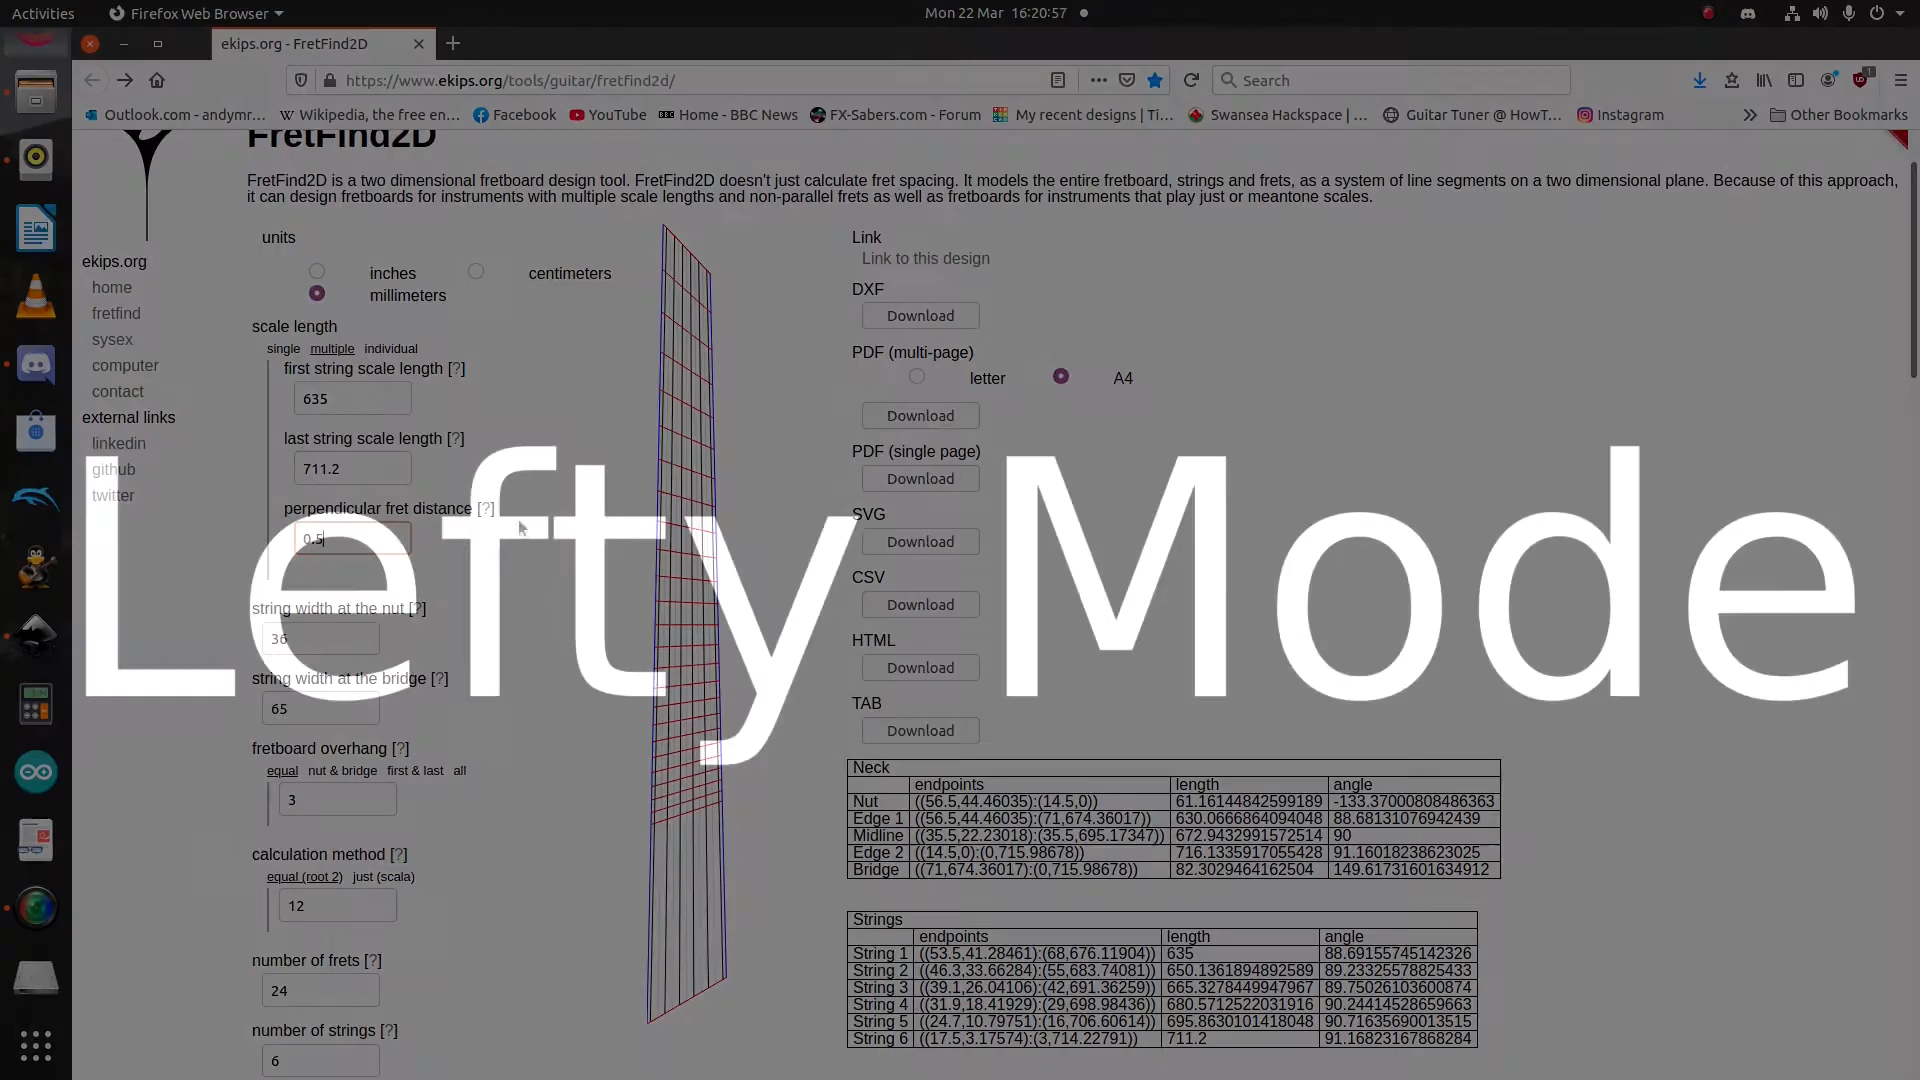 Activities Firefox Web Browser Mon 22 Mar 16:20:57
ekips.org - FretFind2D
https://www.ekips.org/tools/guitar/fretfind2d/ Search 1
Outlook.com - andymr... Wikipedia, the free en... Facebook YouTube BBC Home - BBC News FX-Sabers.com - Forum My recent designs | Ti... Swansea Hackspace | ... Guitar Tuner @ HowT... Instagram Other Bookmarks
FretFind2D
FretFind2D is a two dimensional fretboard design tool. FretFind2D doesn't just calculate fret spacing. It models the entire fretboard, strings and frets, as a system of line segments on a two dimensional plane. Because of this approach,
it can design fretboards for instruments with multiple scale lengths and non-parallel frets as well as fretboards for instruments that play just or meantone scales.
ekips.org
home
fretfind
sysex
computer
contact
external links
linkedin
github
twitter
units
inches centimeters
millimeters
scale length
single multiple individual
first string scale length [?]
635
last string scale length [?]
711.2
perpendicular fret distance [?]
0.5
string width at the nut [?]
36
string width at the bridge [?]
65
fretboard overhang [?]
equal nut & bridge first & last all
3
calculation method [?]
equal (root 2) just (scala)
12
number of frets [?]
24
number of strings [?]
6
Lefty Mode
Link
Link to this design
DXF
Download
PDF (multi-page)
letter A4
Download
PDF (single page)
Download
SVG
Download
CSV
Download
HTML
Download
TAB
Download
Neck
endpoints length angle
Nut ((56.5,44.46035):(14.5,0)) 61.16144842599189 -133.37000808486363
Edge 1 ((56.5,44.46035):(71,674.36017)) 630.0666864094048 88.68131076942439
Midline ((35.5,22.23018):(35.5,695.17347)) 672.9432991572514 90
Edge 2 ((14.5,0):(0,715.98678)) 716.1335917055428 91.16018238623025
Bridge ((71,674.36017):(0,715.98678)) 82.3029464162504 149.61731601634912
Strings
endpoints length angle
String 1 ((53.5,41.28461):(68,676.11904)) 635 88.69155745142326
String 2 ((46.3,33.66284):(55,683.74081)) 650.1361894892589 89.23325578825433
String 3 ((39.1,26.04106):(42,691.36259)) 665.3278449947967 89.75026103600874
String 4 ((31.9,18.41929):(29,698.98436)) 680.5712522031916 90.24414528659663
String 5 ((24.7,10.79751):(16,706.60614)) 695.8630101418048 90.71635690013515
String 6 ((17.5,3.17574):(3,714.22791)) 711.2 91.16823167868284